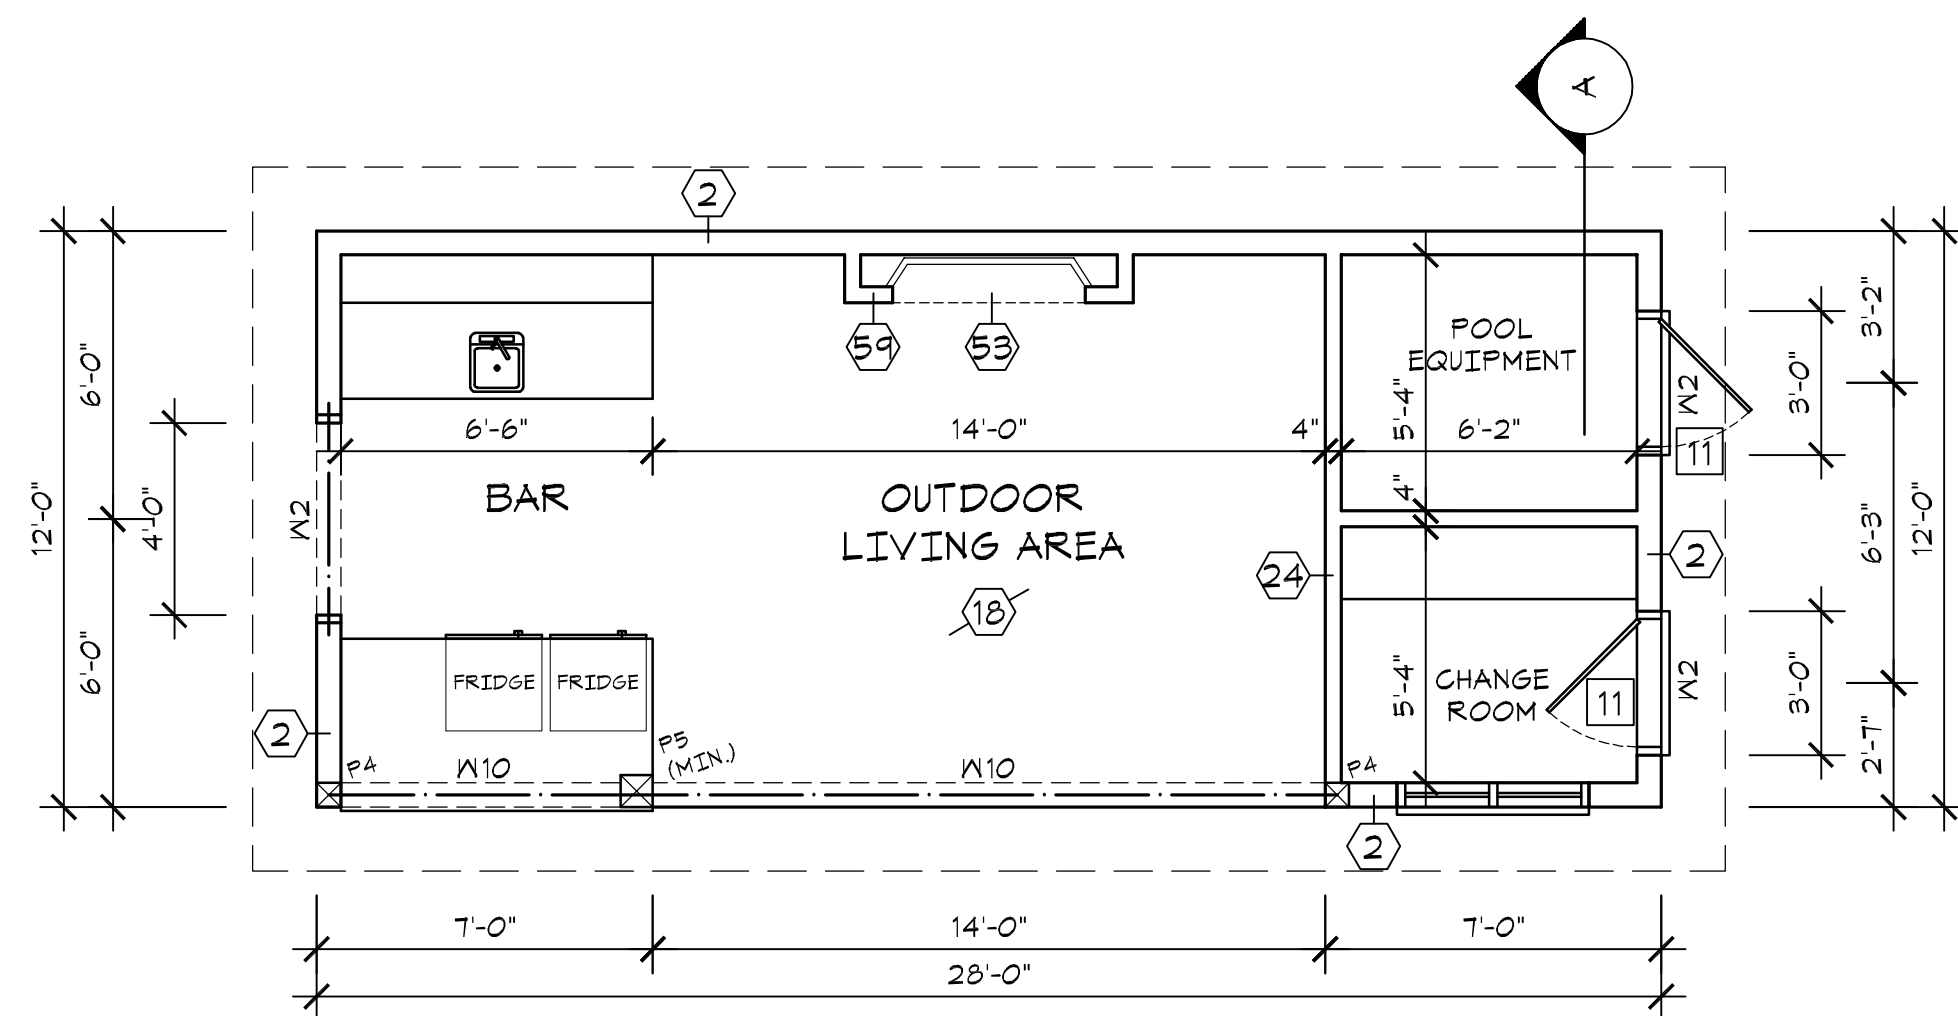 A
2
59
53
POOL
EQUIPMENT
3'-2"
6'-0"
W2
3'-0"
5'-4"
6'-6"
14'-0"
4"
6'-2"
11
12'-0"
4'-0"
W2
BAR
OUTDOOR
LIVING AREA
4"
6'-3"
12'-0"
2
24
18
6'-0"
FRIDGE
FRIDGE
5'-4"
CHANGE
ROOM
11
W2
3'-0"
2'-7"
2
P4
W10
P5
(MIN.)
W10
P4
2
7'-0"
14'-0"
7'-0"
28'-0"